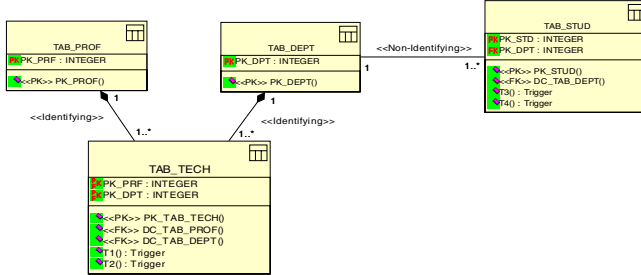 TAB_PROF
PK PK_PRF : INTEGER
<<PK>> PK_PROF()
TAB_DEPT
PK PK_DPT : INTEGER
<<PK>> PK_DEPT()
TAB_STUD
PK PK_STD : INTEGER
FK PK_DPT : INTEGER
<<PK>> PK_STUD()
<<FK>> DC_TAB_DEPT()
T3() : Trigger
T4() : Trigger
<<Non-Identifying>>
1
1..*
1
<<Identifying>>
1..*
1
<<Identifying>>
1..*
TAB_TECH
PK_PRF : INTEGER
PK_DPT : INTEGER
<<PK>> PK_TAB_TECH()
<<FK>> DC_TAB_PROF()
<<FK>> DC_TAB_DEPT()
T1() : Trigger
T2() : Trigger